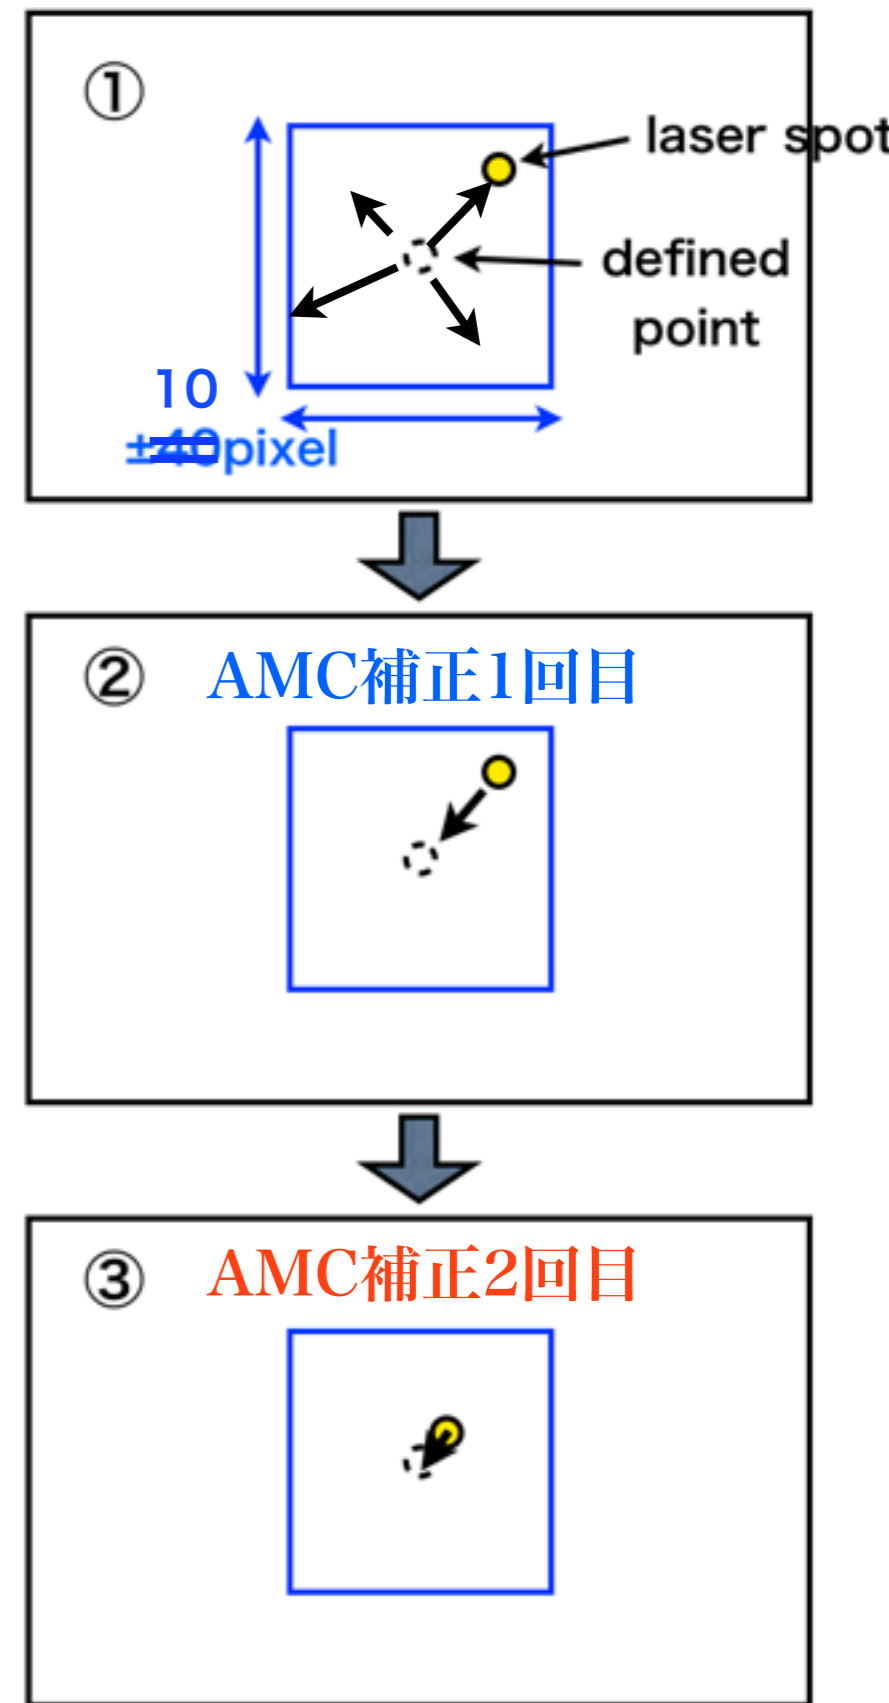 ①
laser spot
defined
point
10
±40pixel
② AMC補正1回目
③ AMC補正2回目